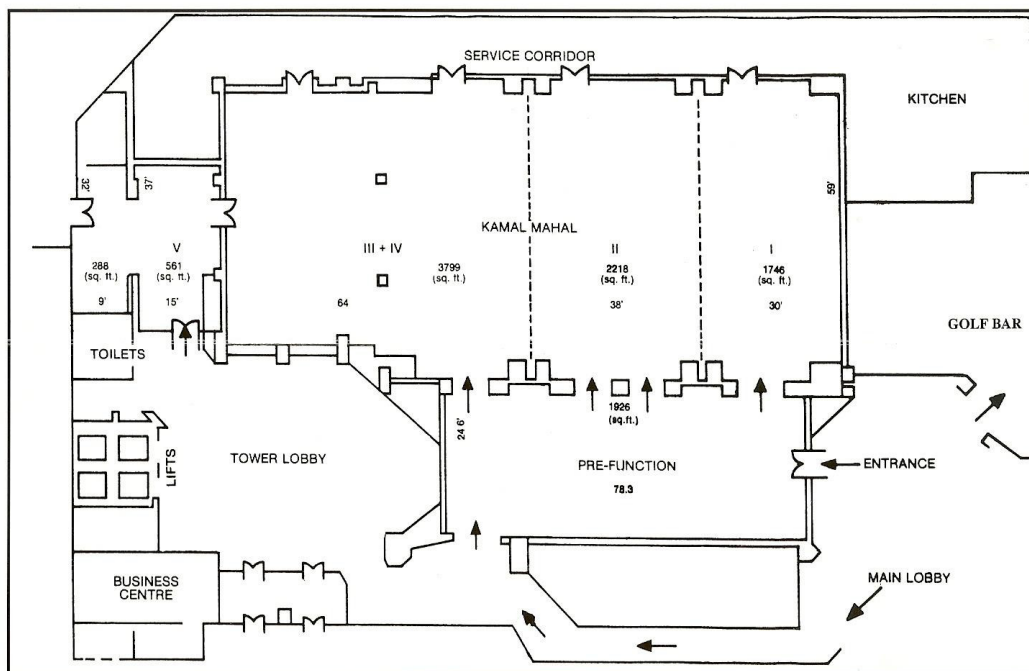 SERVICE CORRIDOR
KITCHEN
32'
37'
59'
KAMAL MAHAL
V
III + IV
II
I
288
(sq. ft.)
561
(sq. ft.)
3799
(sq. ft.)
2218
(sq. ft.)
1746
(sq. ft.)
9'
15'
64
38'
30'
GOLF BAR
TOILETS
1926
(sq.ft.)
24 6'
LIFTS
TOWER LOBBY
PRE-FUNCTION
ENTRANCE
78.3
BUSINESS
CENTRE
MAIN LOBBY